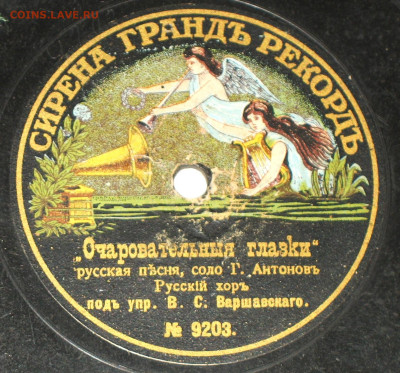 COINS.LAVE.RU
СИРЕНА ГРАНДЪ РЕКОРДЪ
„Очаровательныя глазки“
русская пѣсня, соло Г. Антоновъ
Русскій хоръ
подъ упр. В. С. Варшавскаго.
№ 9203.